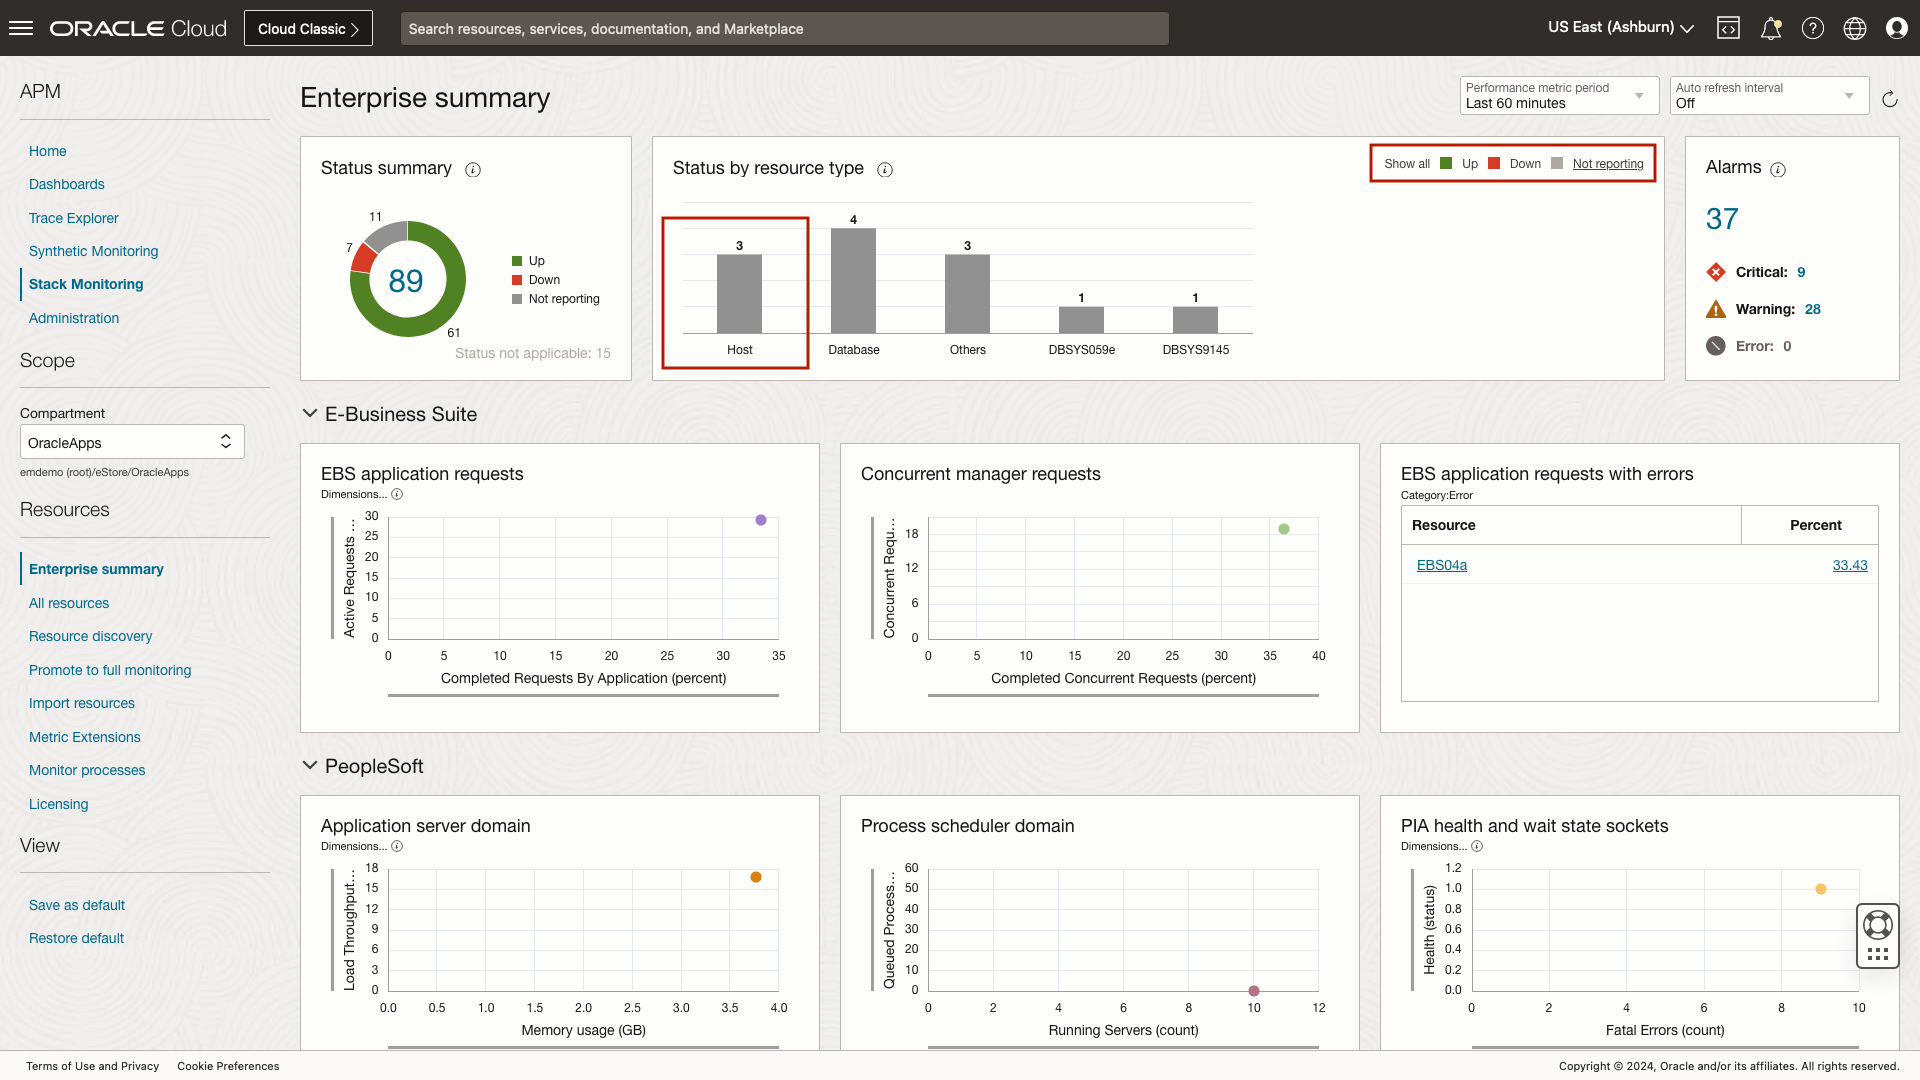 ORACLE Cloud
Cloud Classic
Search resources, services, documentation, and Marketplace
US East (Ashburn)
APM
Home
Dashboards
Trace Explorer
Synthetic Monitoring
Stack Monitoring
Administration
Scope
Compartment
OracleApps
emdemo (root)/eStore/OracleApps
Resources
Enterprise summary
All resources
Resource discovery
Promote to full monitoring
Import resources
Metric Extensions
Monitor processes
Licensing
View
Save as default
Restore default
Enterprise summary
Performance metric period
Last 60 minutes
Auto refresh interval
Off
Status summary
11
7
89
61
Up
Down
Not reporting
Status not applicable: 15
Status by resource type
Show all Up Down Not reporting
3 4 3 1 1
Host Database Others DBSYS059e DBSYS9145
Alarms
37
Critical: 9
Warning: 28
Error: 0
E-Business Suite
EBS application requests
Dimensions...
Active Requests ...
30
25
20
15
10
5
0
0 5 10 15 20 25 30 35
Completed Requests By Application (percent)
Concurrent manager requests
Concurrent Requ...
18
12
6
0
0 5 10 15 20 25 30 35 40
Completed Concurrent Requests (percent)
EBS application requests with errors
Category:Error
Resource Percent
EBS04a 33.43
PeopleSoft
Application server domain
Dimensions...
Load Throughput...
18
15
12
9
6
3
0
0.0 0.5 1.0 1.5 2.0 2.5 3.0 3.5 4.0
Memory usage (GB)
Process scheduler domain
Queued Process...
60
50
40
30
20
10
0
0 2 4 6 8 10 12
Running Servers (count)
PIA health and wait state sockets
Dimensions...
Health (status)
1.2
1.0
0.8
0.6
0.4
0.2
0.0
0 2 4 6 8 10
Fatal Errors (count)
Terms of Use and Privacy Cookie Preferences
Copyright © 2024, Oracle and/or its affiliates. All rights reserved.